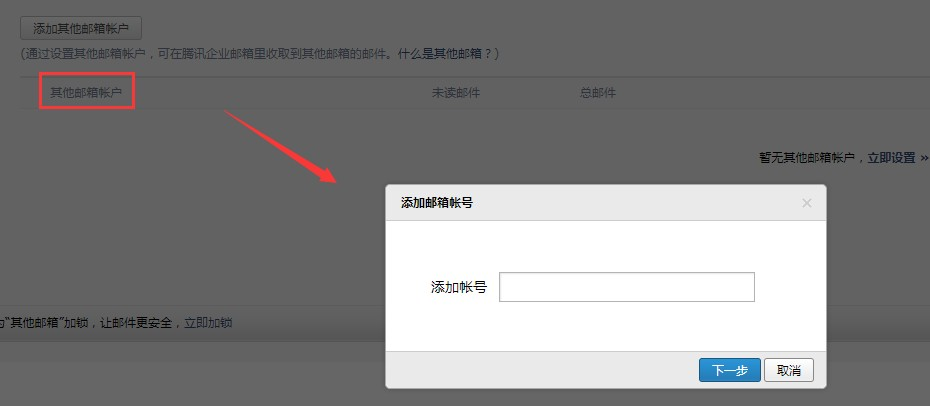 添加其他邮箱帐户
(通过设置其他邮箱帐户，可在腾讯企业邮箱里收取到其他邮箱的邮件。什么是其他邮箱？)
其他邮箱帐户 未读邮件 总邮件
暂无其他邮箱帐户，立即设置 »
添加邮箱帐号 ×
添加帐号
为“其他邮箱”加锁，让邮件更安全，立即加锁
下一步 取消